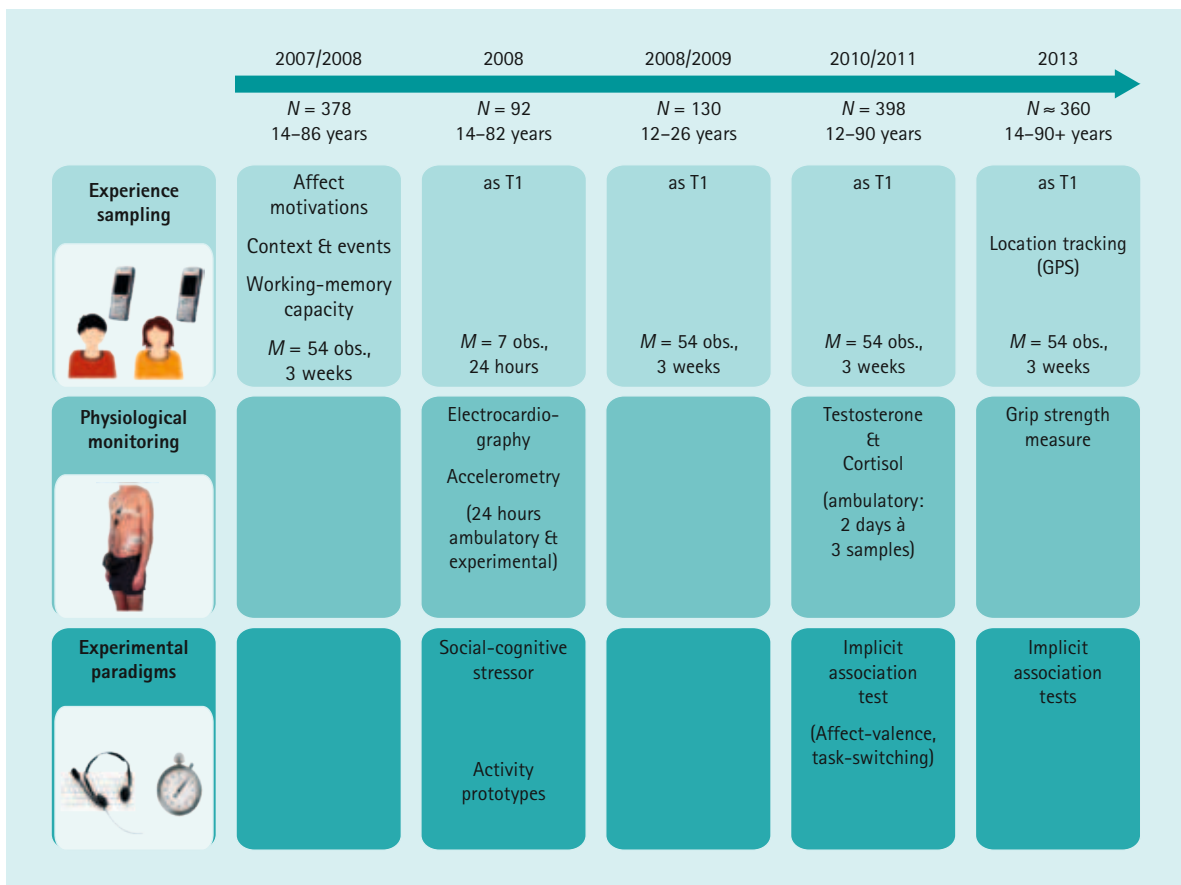 2007/2008
2008
2008/2009
2010/2011
2013
N = 378
14–86 years
N = 92
14–82 years
N = 130
12–26 years
N = 398
12–90 years
N ≈ 360
14–90+ years
Experience
sampling
Affect
motivations
Context & events
Working-memory
capacity
M = 54 obs.,
3 weeks
as T1
M = 7 obs.,
24 hours
as T1
M = 54 obs.,
3 weeks
as T1
M = 54 obs.,
3 weeks
as T1
Location tracking
(GPS)
M = 54 obs.,
3 weeks
Physiological
monitoring
Electrocardio-
graphy
Accelerometry
(24 hours
ambulatory &
experimental)
Testosterone
&
Cortisol
(ambulatory:
2 days à
3 samples)
Grip strength
measure
Experimental
paradigms
Social-cognitive
stressor
Activity
prototypes
Implicit
association
test
(Affect-valence,
task-switching)
Implicit
association
tests